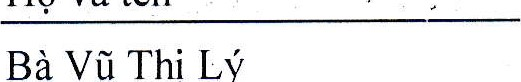 Họ và tên
Bà Vũ Thi Lý